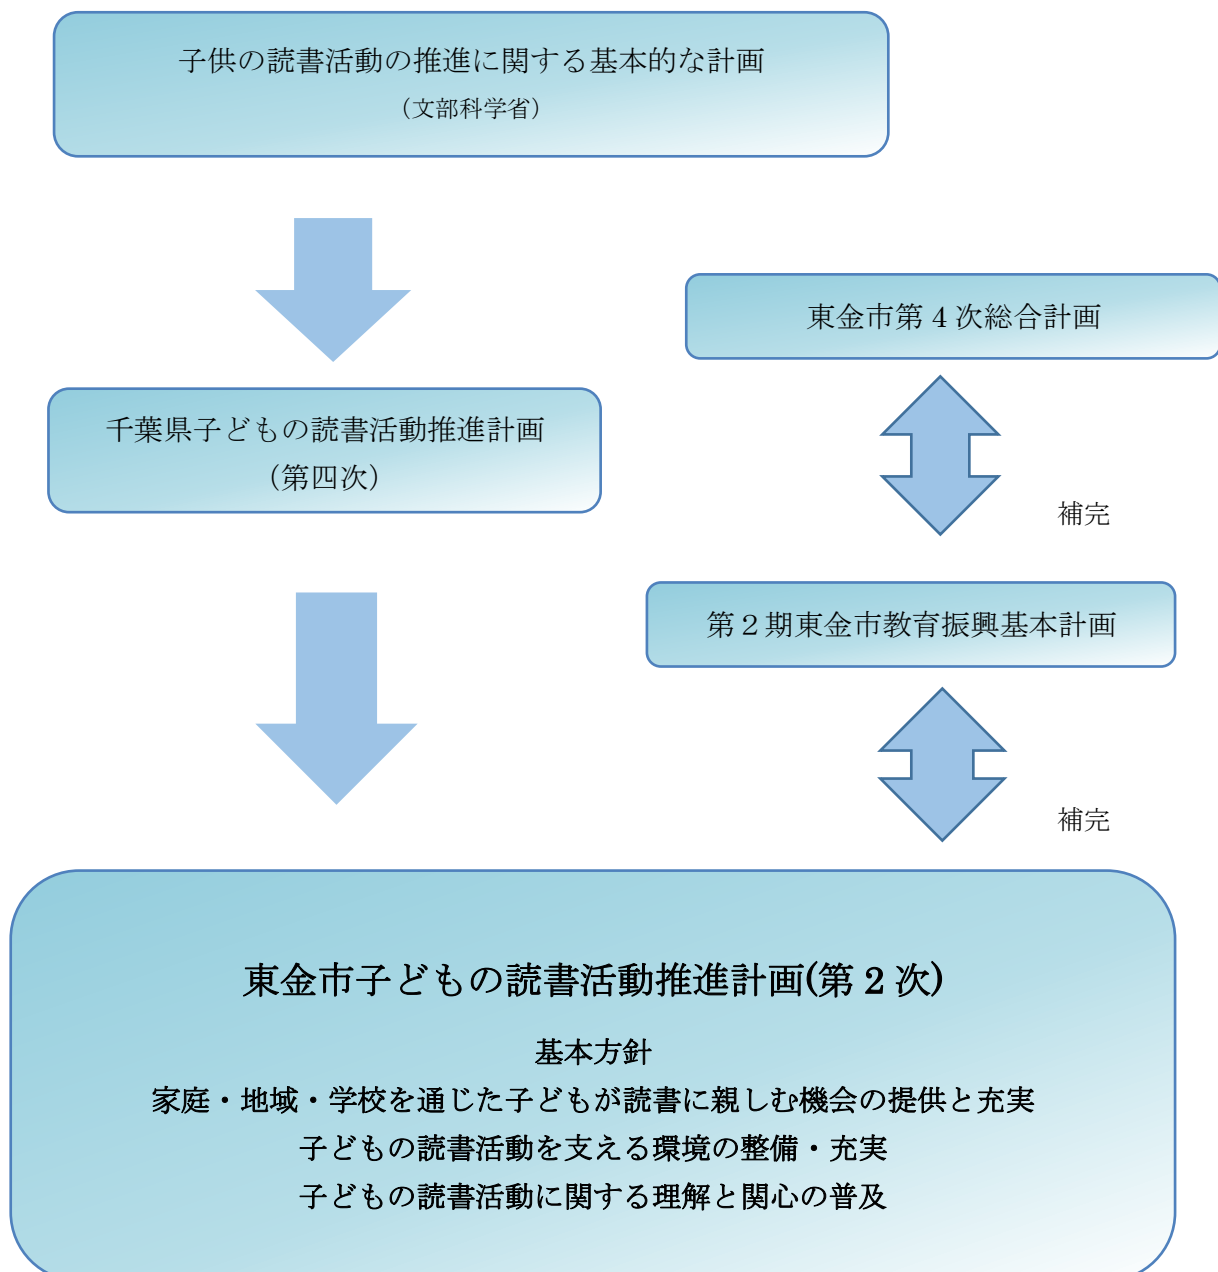 子供の読書活動の推進に関する基本的な計画
（文部科学省）
東金市第４次総合計画
千葉県子どもの読書活動推進計画
（第四次）
補完
第２期東金市教育振興基本計画
補完
東金市子どもの読書活動推進計画(第２次)
基本方針
家庭・地域・学校を通じた子どもが読書に親しむ機会の提供と充実
子どもの読書活動を支える環境の整備・充実
子どもの読書活動に関する理解と関心の普及